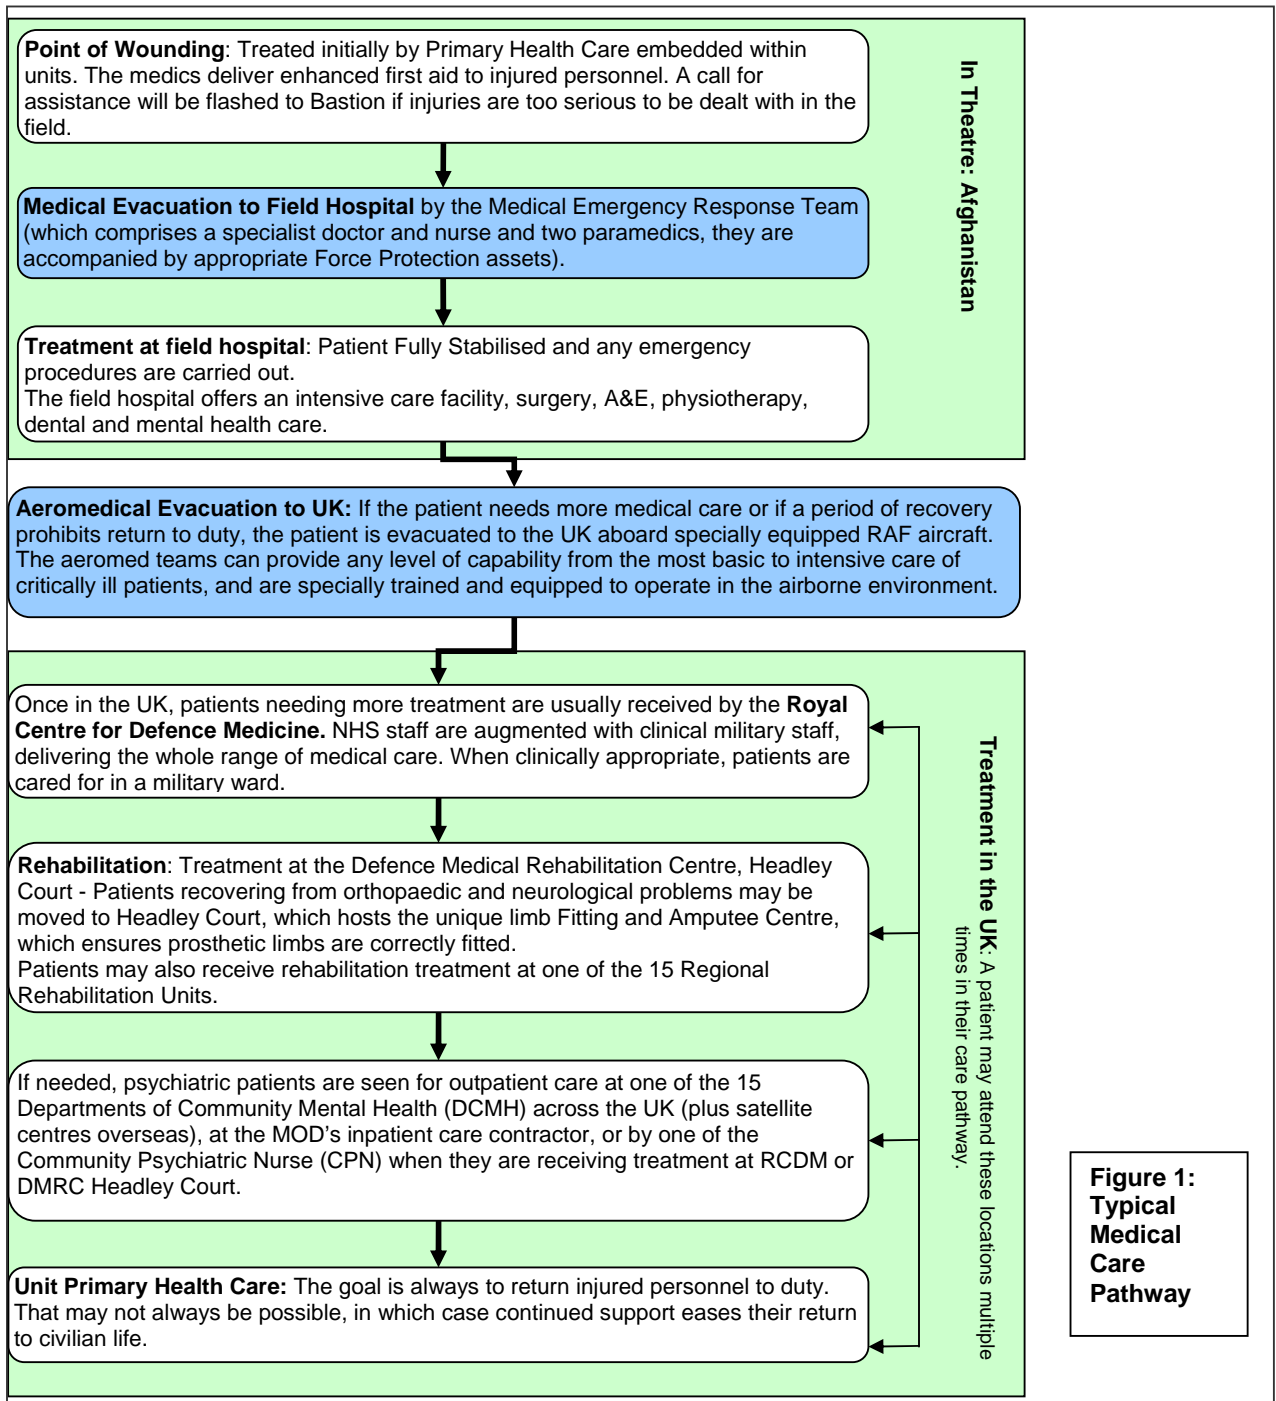 Point of Wounding: Treated initially by Primary Health Care embedded within
units. The medics deliver enhanced first aid to injured personnel. A call for
assistance will be flashed to Bastion if injuries are too serious to be dealt with in the
field.
In Theatre: Afghanistan
Medical Evacuation to Field Hospital by the Medical Emergency Response Team
(which comprises a specialist doctor and nurse and two paramedics, they are
accompanied by appropriate Force Protection assets).
Treatment at field hospital: Patient Fully Stabilised and any emergency
procedures are carried out.
The field hospital offers an intensive care facility, surgery, A&E, physiotherapy,
dental and mental health care.
Aeromedical Evacuation to UK: If the patient needs more medical care or if a period of recovery
prohibits return to duty, the patient is evacuated to the UK aboard specially equipped RAF aircraft.
The aeromed teams can provide any level of capability from the most basic to intensive care of
critically ill patients, and are specially trained and equipped to operate in the airborne environment.
Once in the UK, patients needing more treatment are usually received by the Royal
Centre for Defence Medicine. NHS staff are augmented with clinical military staff,
delivering the whole range of medical care. When clinically appropriate, patients are
cared for in a military ward.
Treatment in the UK: A patient may attend these locations multiple
times in their care pathway.
Rehabilitation: Treatment at the Defence Medical Rehabilitation Centre, Headley
Court - Patients recovering from orthopaedic and neurological problems may be
moved to Headley Court, which hosts the unique limb Fitting and Amputee Centre,
which ensures prosthetic limbs are correctly fitted.
Patients may also receive rehabilitation treatment at one of the 15 Regional
Rehabilitation Units.
If needed, psychiatric patients are seen for outpatient care at one of the 15
Departments of Community Mental Health (DCMH) across the UK (plus satellite
centres overseas), at the MOD's inpatient care contractor, or by one of the
Community Psychiatric Nurse (CPN) when they are receiving treatment at RCDM or
DMRC Headley Court.
Unit Primary Health Care: The goal is always to return injured personnel to duty.
That may not always be possible, in which case continued support eases their return
to civilian life.
Figure 1:
Typical
Medical
Care
Pathway